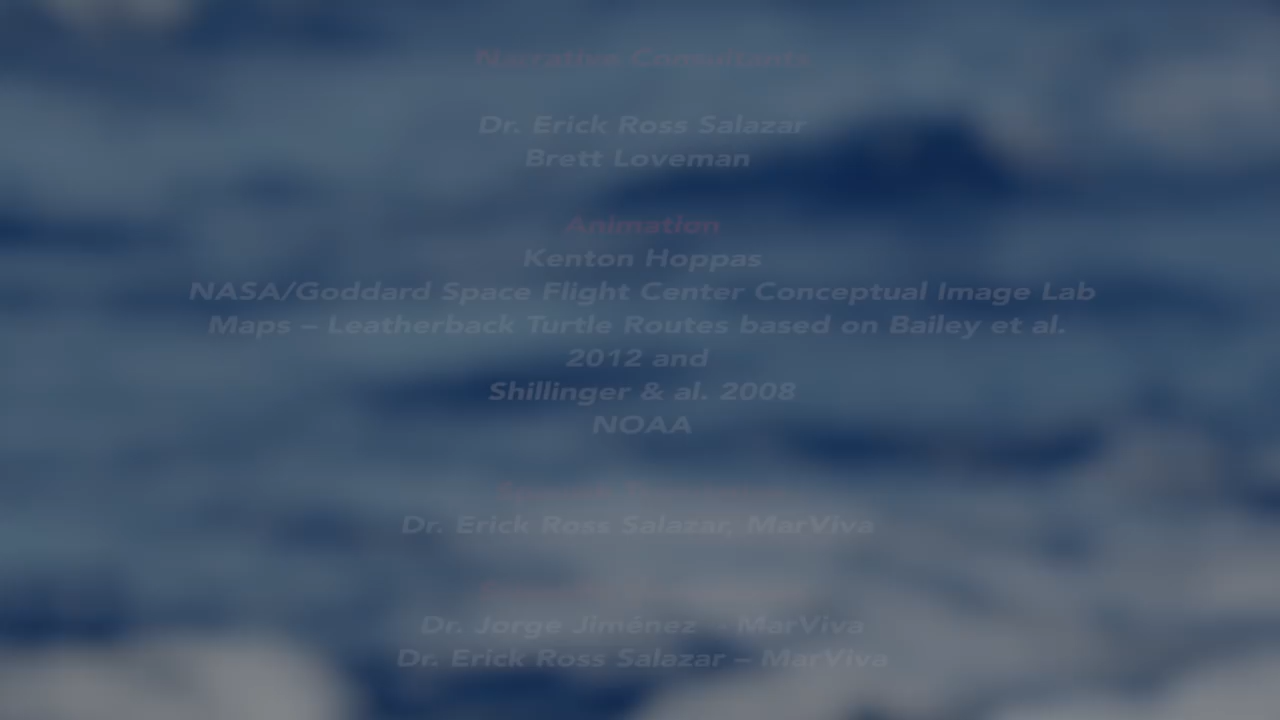 Narrative Consultants
Dr. Erick Ross Salazar
Brett Loveman
Animation
Kenton Hoppas
NASA/Goddard Space Flight Center Conceptual Image Lab
Maps – Leatherback Turtle Routes based on Bailey et al.
2012 and
Shillinger & al. 2008
NOAA
Dr. Erick Ross Salazar, MarViva
Dr. Jorge Jiménez – MarViva
Dr. Erick Ross Salazar – MarViva